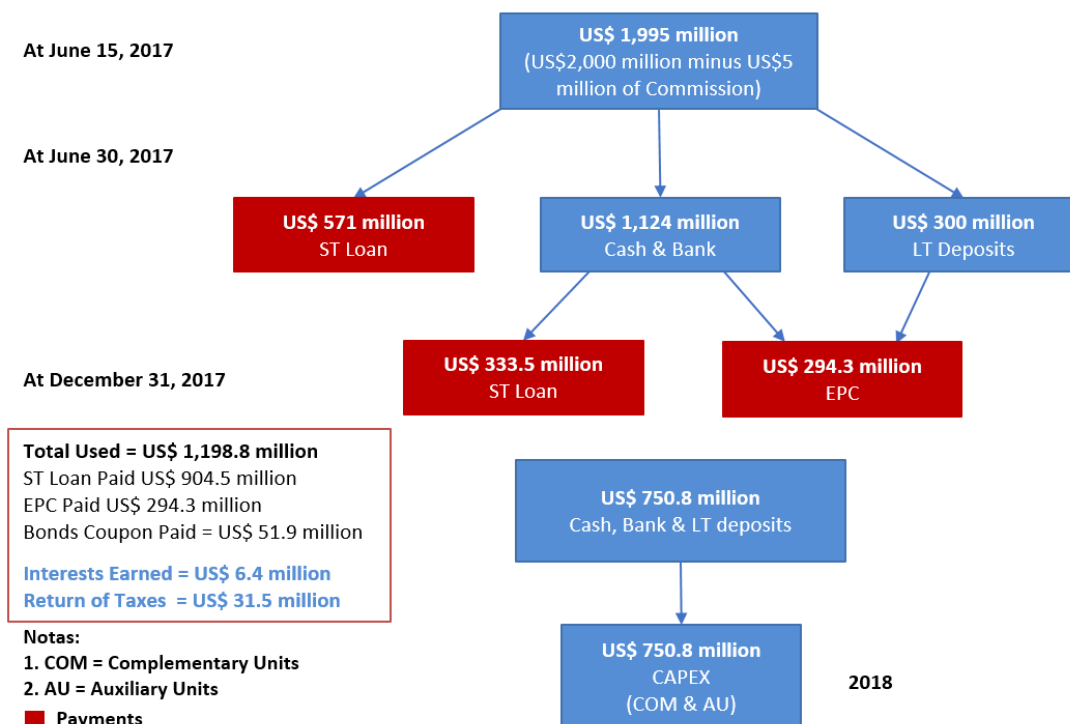 At June 15, 2017
US$ 1,995 million
(US$2,000 million minus US$5
million of Commission)
At June 30, 2017
US$ 571 million
ST Loan
US$ 1,124 million
Cash & Bank
US$ 300 million
LT Deposits
At December 31, 2017
US$ 333.5 million
ST Loan
US$ 294.3 million
EPC
Total Used = US$ 1,198.8 million
ST Loan Paid US$ 904.5 million
EPC Paid US$ 294.3 million
Bonds Coupon Paid = US$ 51.9 million
Interests Earned = US$ 6.4 million
Return of Taxes = US$ 31.5 million
US$ 750.8 million
Cash, Bank & LT deposits
Notas:
1. COM = Complementary Units
2. AU = Auxiliary Units
Payments
US$ 750.8 million
CAPEX
(COM & AU)
2018